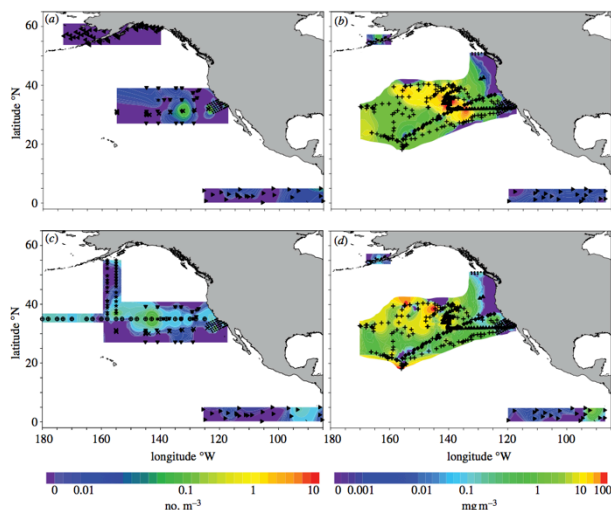 (a)
(b)
60
40
20
0
latitude °N
latitude °N
(c)
(d)
60
40
20
0
latitude °N
latitude °N
180 160 140 120 100
180 160 140 120 100
longitude °W
longitude °W
0 0.01 0.1 1 10
no. m⁻³
0 0.001 0.01 0.1 1 10 100
mg m⁻³